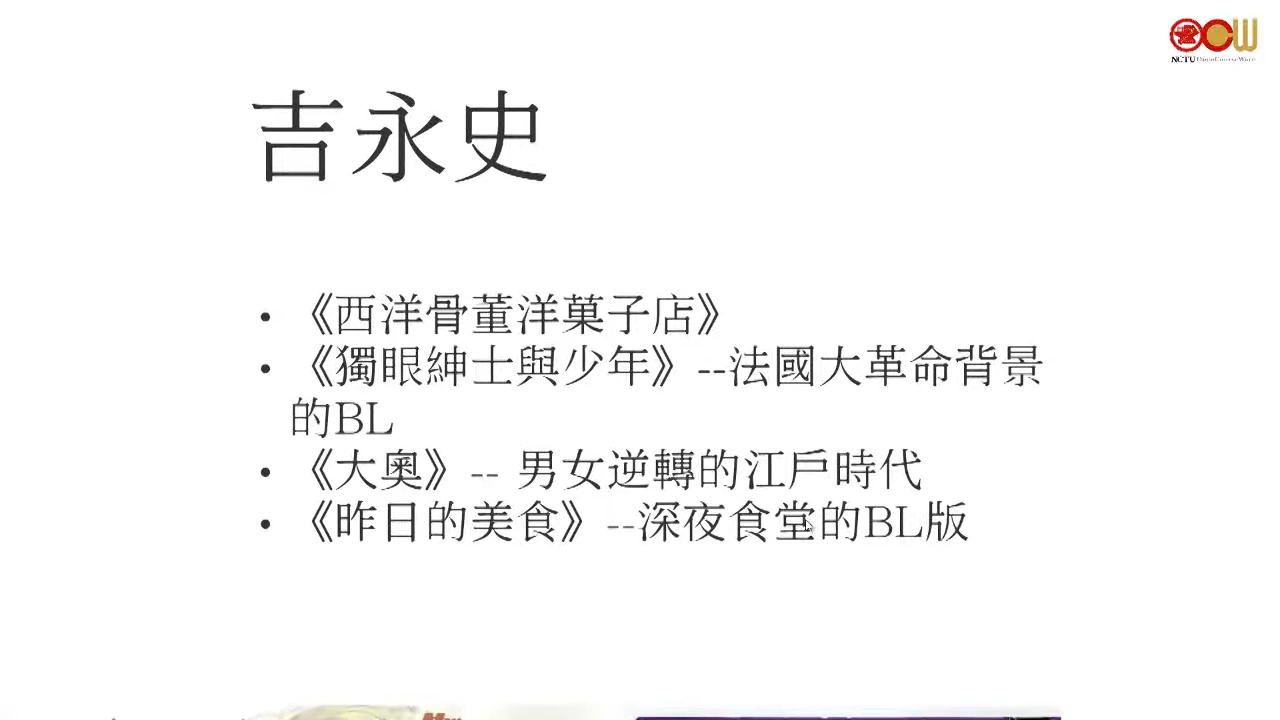 NCTU OpenCourseWare
吉永史
• 《西洋骨董洋菓子店》
• 《獨眼紳士與少年》--法國大革命背景
的BL
• 《大奧》-- 男女逆轉的江戶時代
• 《昨日的美食》--深夜食堂的BL版